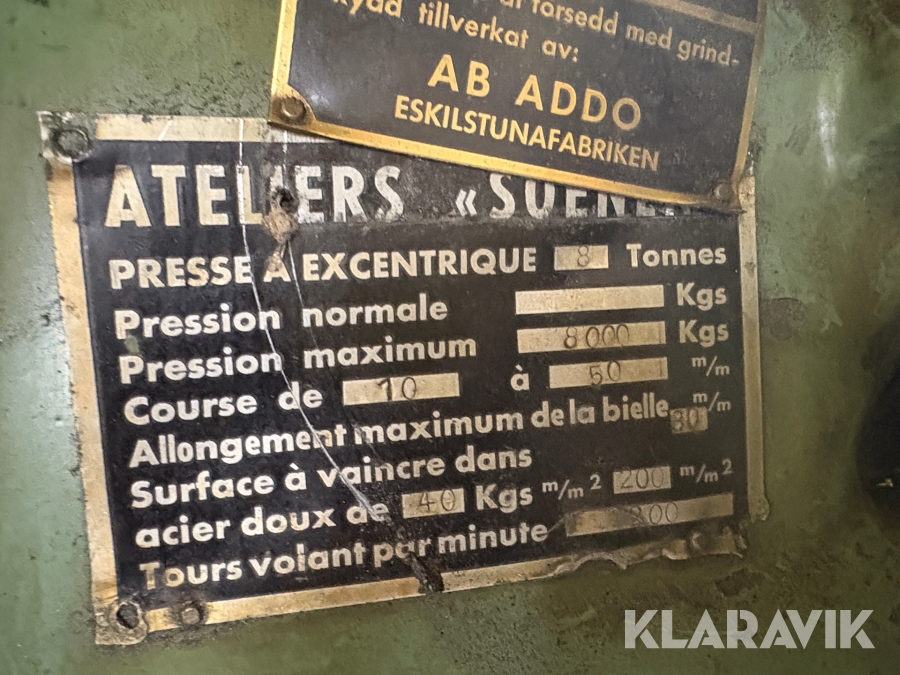 försedd med grind-
skydd tillverkat av:
AB ADDO
ESKILSTUNAFABRIKEN
ATELIERS
PRESSE A EXCENTRIQUE 8 Tonnes
Pression normale Kgs
Pression maximum 8000 Kgs
Course de 10 à 50 m/m
Allongement maximum de la bielle 30 m/m
Surface à vaincre dans
acier doux de 40 Kgs m/m² 200 m/m²
Tours volant par minute
KLARAVIK